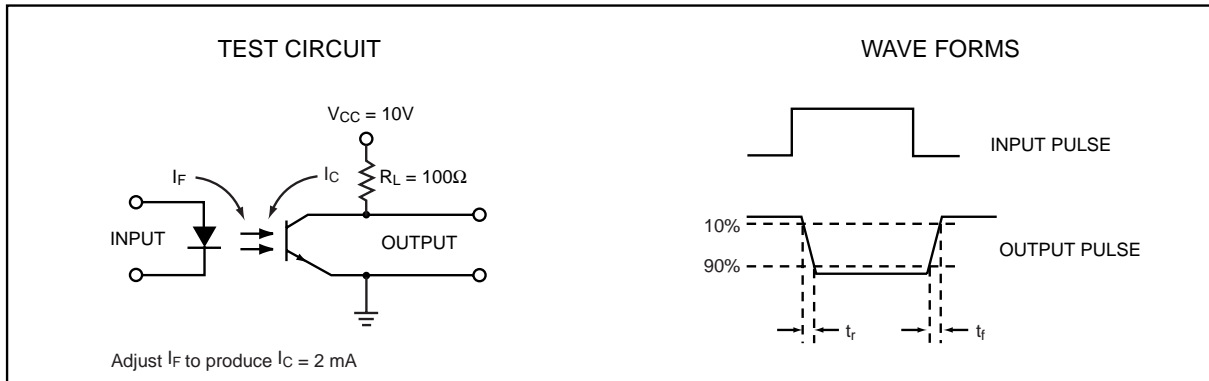 TEST CIRCUIT
VCC = 10V
IF
IC
RL = 100Ω
INPUT
OUTPUT
Adjust IF to produce IC = 2 mA
WAVE FORMS
INPUT PULSE
10%
OUTPUT PULSE
90%
tr
tf